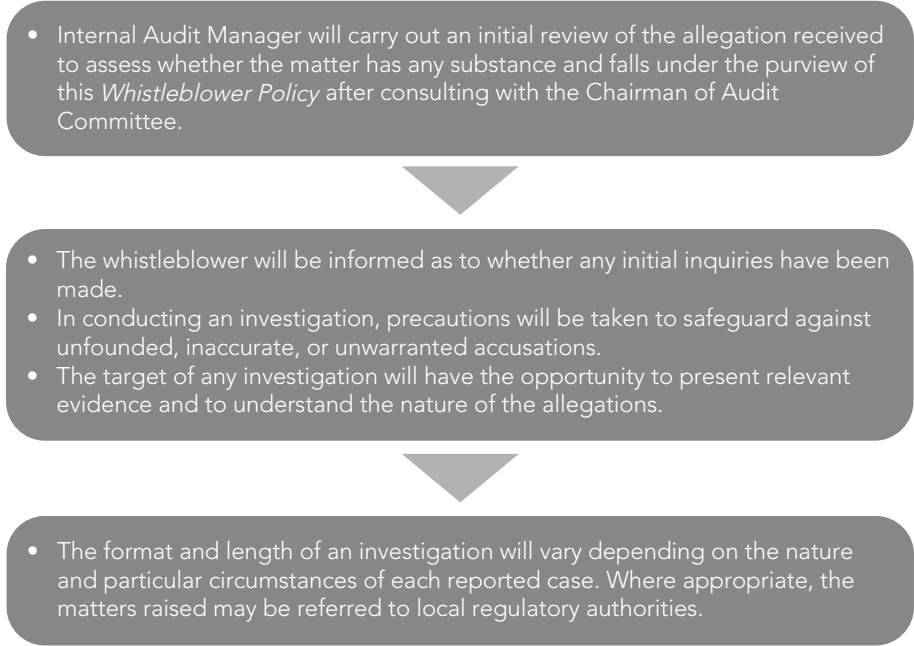 • Internal Audit Manager will carry out an initial review of the allegation received
to assess whether the matter has any substance and falls under the purview of
this Whistleblower Policy after consulting with the Chairman of Audit
Committee.
• The whistleblower will be informed as to whether any initial inquiries have been
made.
• In conducting an investigation, precautions will be taken to safeguard against
unfounded, inaccurate, or unwarranted accusations.
• The target of any investigation will have the opportunity to present relevant
evidence and to understand the nature of the allegations.
• The format and length of an investigation will vary depending on the nature
and particular circumstances of each reported case. Where appropriate, the
matters raised may be referred to local regulatory authorities.